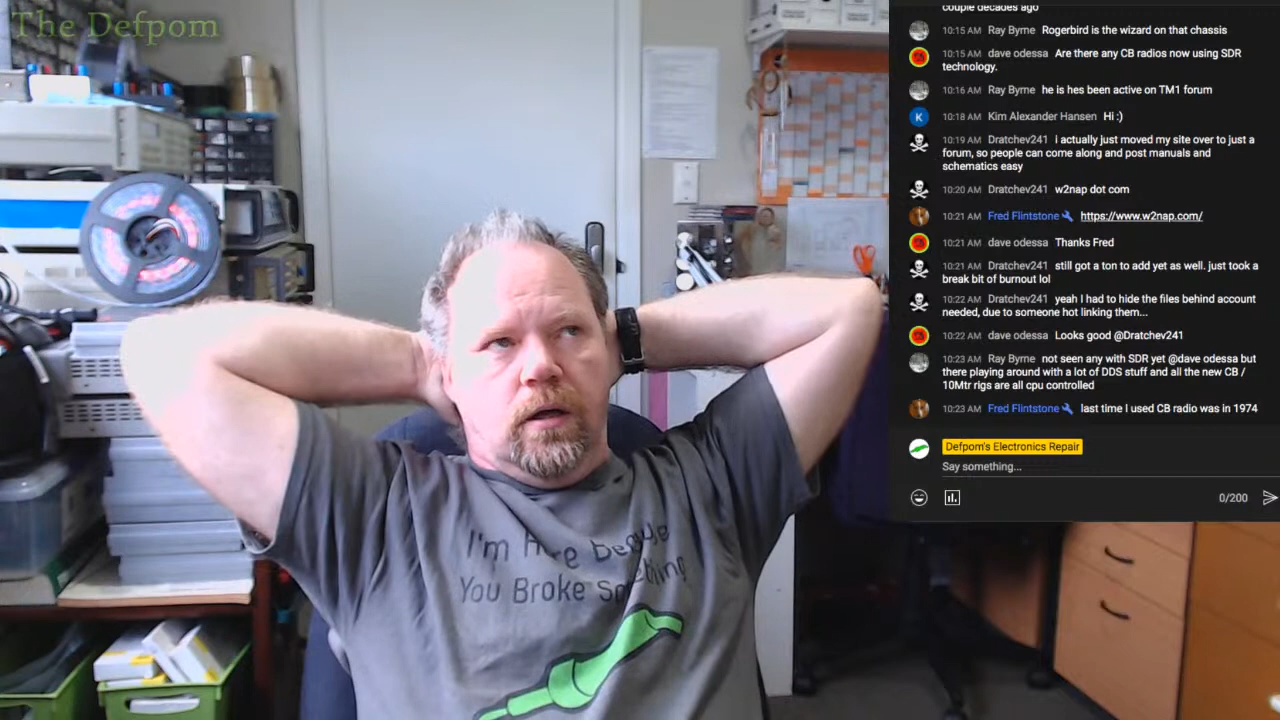 The Defpom
couple decades ago
10:15 AM Ray Byrne Rogerbird is the wizard on that chassis
10:15 AM dave odessa Are there any CB radios now using SDR
technology.
10:16 AM Ray Byrne he is hes been active on TM1 forum
K
10:18 AM Kim Alexander Hansen Hi :)
10:19 AM Dratchev241 i actually just moved my site over to just a
forum, so people can come along and post manuals and
schematics easy
10:20 AM Dratchev241 w2nap dot com
10:21 AM Fred Flintstone https://www.w2nap.com/
10:21 AM dave odessa Thanks Fred
10:21 AM Dratchev241 still got a ton to add yet as well. just took a
break bit of burnout lol
10:22 AM Dratchev241 yeah I had to hide the files behind account
needed, due to someone hot linking them...
10:22 AM dave odessa Looks good @Dratchev241
10:23 AM Ray Byrne not seen any with SDR yet @dave odessa but
there playing around with a lot of DDS stuff and all the new CB /
10Mtr rigs are all cpu controlled
10:23 AM Fred Flintstone last time I used CB radio was in 1974
Defpom's Electronics Repair
Say something...
0/200
I'm Here Because
You Broke Something